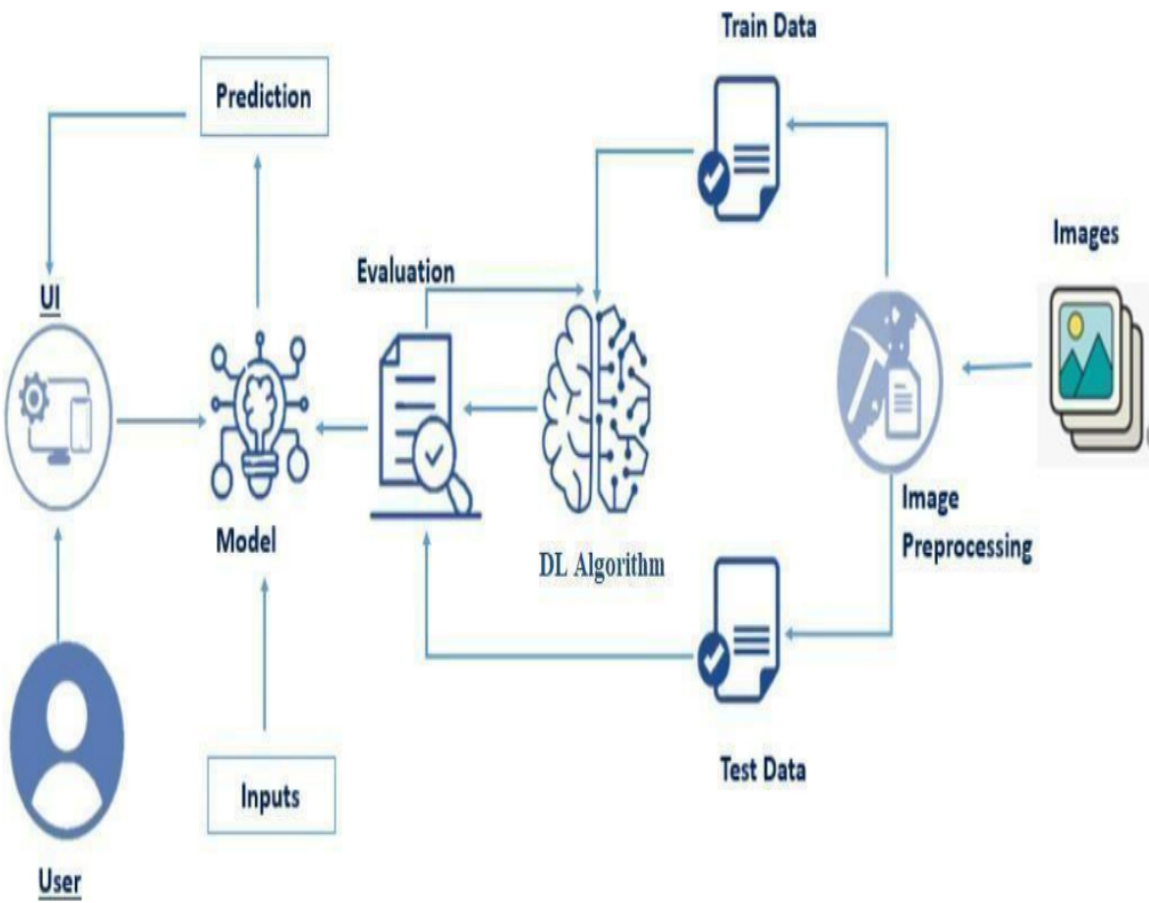 Train Data
Prediction
Images
Evaluation
UI
Image
Preprocessing
Model
DL Algorithm
Test Data
Inputs
User